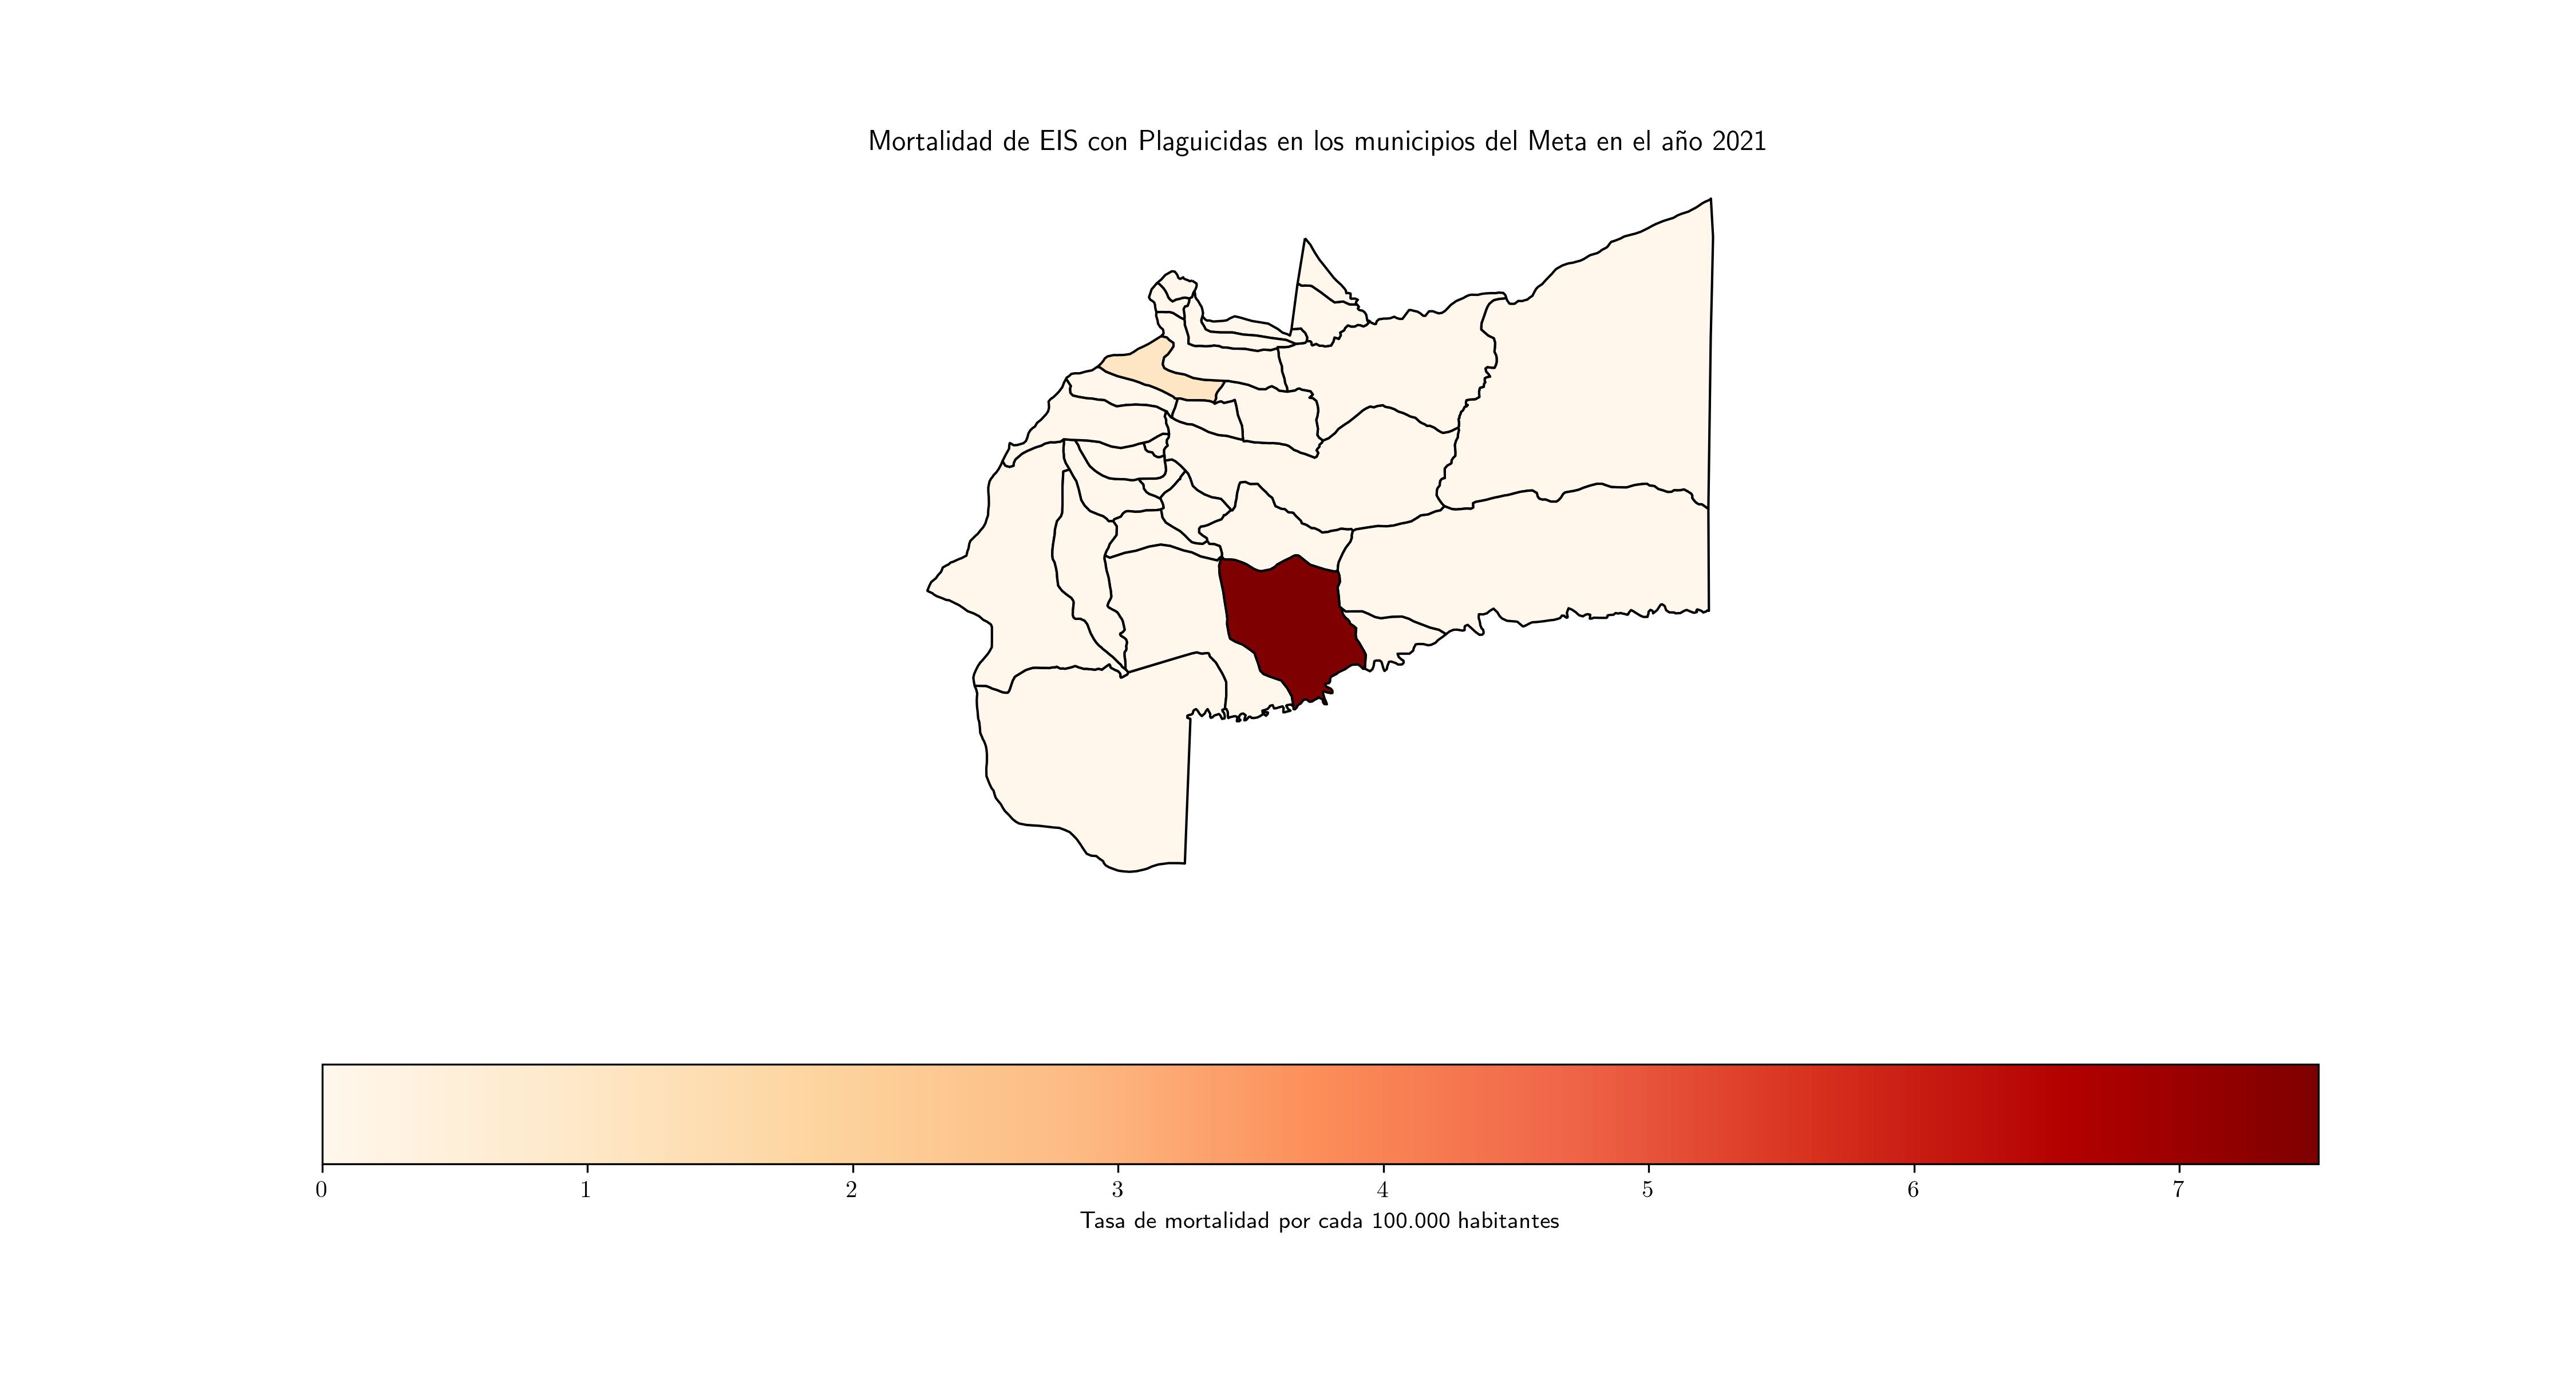 Mortalidad de EIS con Plaguicidas en los municipios del Meta en el año 2021
0 1 2 3 4 5 6 7
Tasa de mortalidad por cada 100.000 habitantes